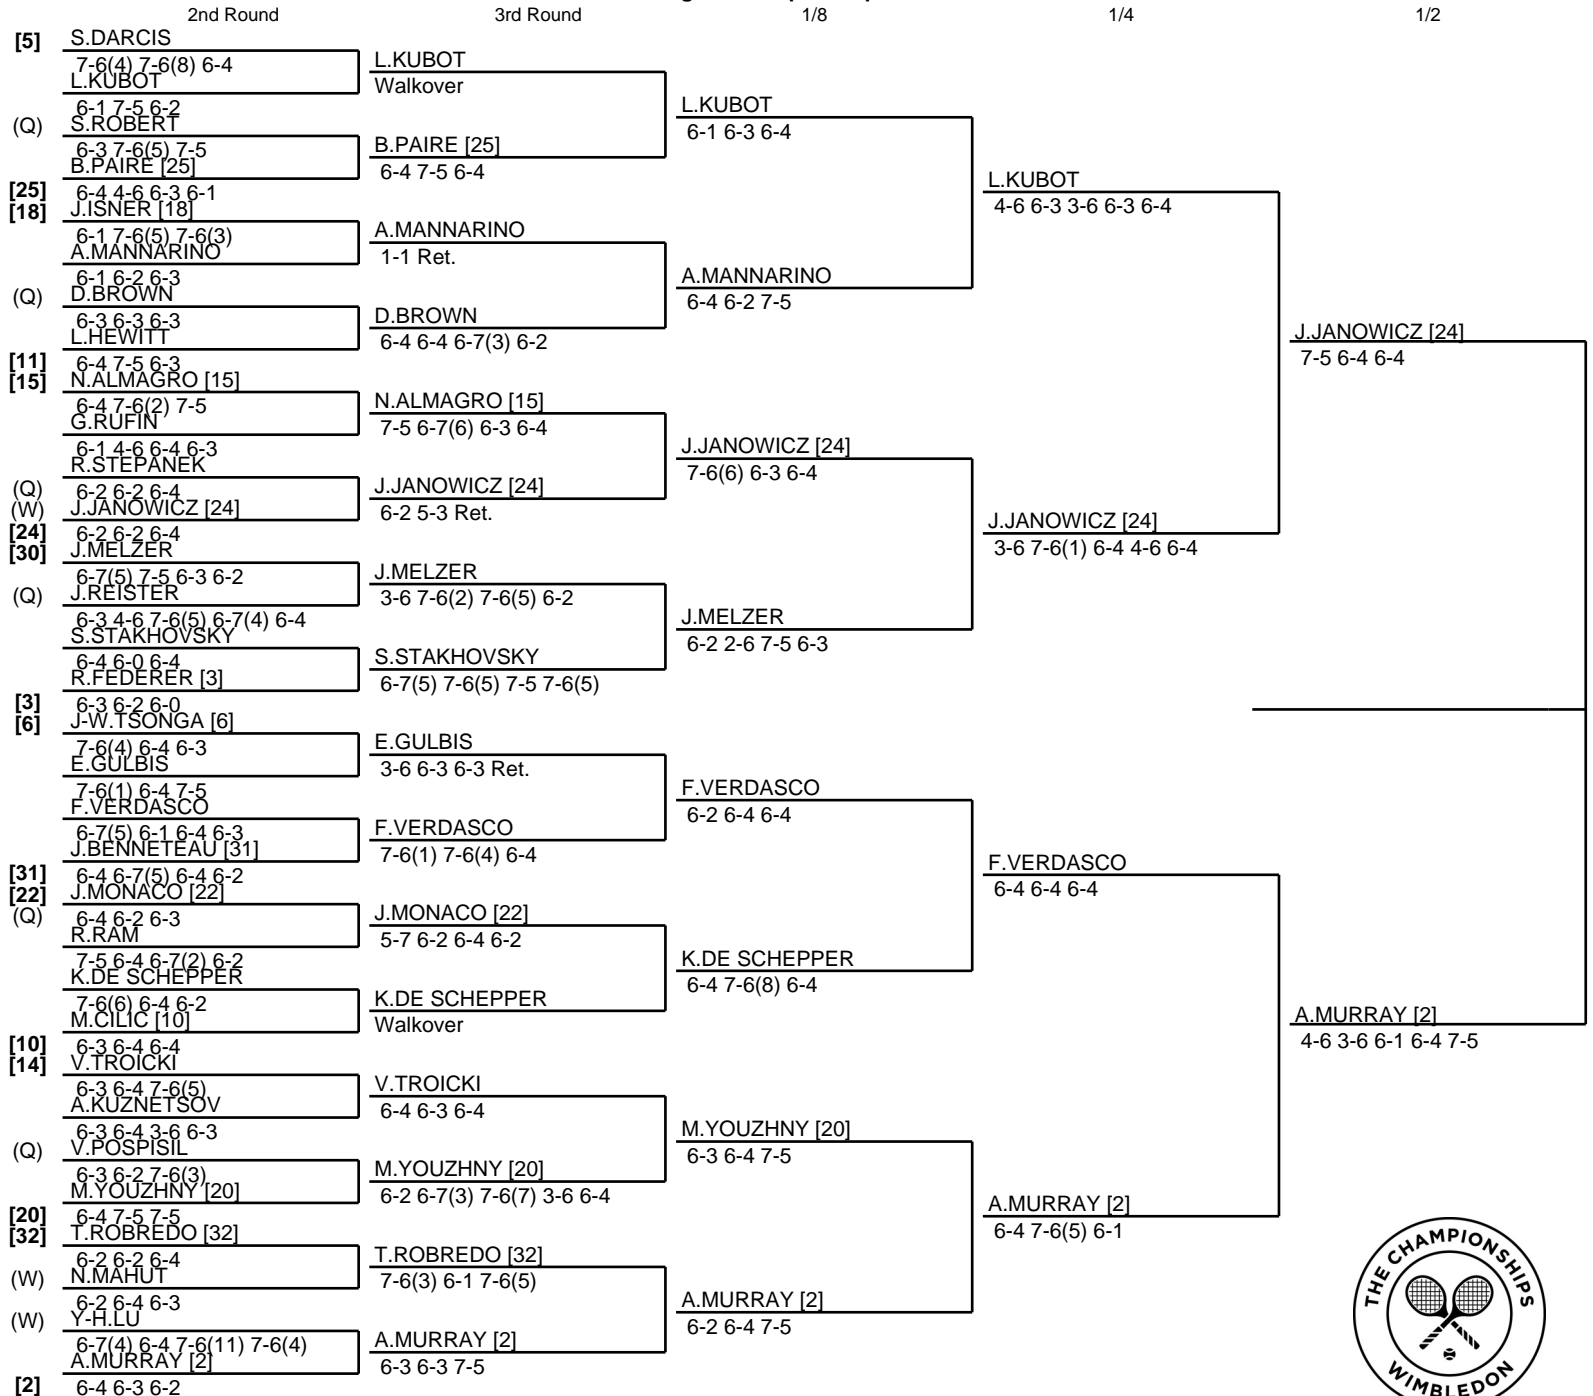 2nd Round 3rd Round 1/8 1/4 1/2
[5] S.DARCIS
7-6(4) 7-6(8) 6-4
L.KUBOT
6-1 7-5 6-2
(Q) S.ROBERT
6-3 7-6(5) 7-5
B.PAIRE [25]
[25] 6-4 4-6 6-3 6-1
[18] J.ISNER [18]
6-1 7-6(5) 7-6(3)
A.MANNARINO
6-1 6-2 6-3
(Q) D.BROWN
6-3 6-3 6-3
L.HEWITT
[11] 6-4 7-5 6-3
[15] N.ALMAGRO [15]
6-4 7-6(2) 7-5
G.RUFIN
6-1 4-6 6-4 6-3
R.STEPANEK
(Q) 6-2 6-2 6-4
(W) J.JANOWICZ [24]
[24] 6-2 6-2 6-4
[30] J.MELZER
6-7(5) 7-5 6-3 6-2
(Q) J.REISTER
6-3 4-6 7-6(5) 6-7(4) 6-4
S.STAKHOVSKY
6-4 6-0 6-4
R.FEDERER [3]
[3] 6-3 6-2 6-0
[6] J-W.TSONGA [6]
7-6(4) 6-4 6-3
E.GULBIS
7-6(1) 6-4 7-5
F.VERDASCO
6-7(5) 6-1 6-4 6-3
J.BENNETEAU [31]
[31] 6-4 6-7(5) 6-4 6-2
[22] J.MONACO [22]
(Q) 6-4 6-2 6-3
R.RAM
7-5 6-4 6-7(2) 6-2
K.DE SCHEPPER
7-6(6) 6-4 6-2
M.CILIC [10]
[10] 6-3 6-4 6-4
[14] V.TROICKI
6-3 6-4 7-6(5)
A.KUZNETSOV
6-3 6-4 3-6 6-3
(Q) V.POSPISIL
6-3 6-2 7-6(3)
M.YOUZHNY [20]
[20] 6-4 7-5 7-5
[32] T.ROBREDO [32]
6-2 6-2 6-4
(W) N.MAHUT
6-2 6-4 6-3
(W) Y-H.LU
6-7(4) 6-4 7-6(11) 7-6(4)
A.MURRAY [2]
[2] 6-4 6-3 6-2
L.KUBOT
Walkover
B.PAIRE [25]
6-4 7-5 6-4
A.MANNARINO
1-1 Ret.
D.BROWN
6-4 6-4 6-7(3) 6-2
N.ALMAGRO [15]
7-5 6-7(6) 6-3 6-4
J.JANOWICZ [24]
6-2 5-3 Ret.
J.MELZER
3-6 7-6(2) 7-6(5) 6-2
S.STAKHOVSKY
6-7(5) 7-6(5) 7-5 7-6(5)
E.GULBIS
3-6 6-3 6-3 Ret.
F.VERDASCO
7-6(1) 7-6(4) 6-4
J.MONACO [22]
5-7 6-2 6-4 6-2
K.DE SCHEPPER
Walkover
V.TROICKI
6-4 6-3 6-4
M.YOUZHNY [20]
6-2 6-7(3) 7-6(7) 3-6 6-4
T.ROBREDO [32]
7-6(3) 6-1 7-6(5)
A.MURRAY [2]
6-3 6-3 7-5
L.KUBOT
6-1 6-3 6-4
A.MANNARINO
6-4 6-2 7-5
J.JANOWICZ [24]
7-6(6) 6-3 6-4
J.MELZER
6-2 2-6 7-5 6-3
F.VERDASCO
6-2 6-4 6-4
K.DE SCHEPPER
6-4 7-6(8) 6-4
M.YOUZHNY [20]
6-3 6-4 7-5
A.MURRAY [2]
6-2 6-4 7-5
L.KUBOT
4-6 6-3 3-6 6-3 6-4
J.JANOWICZ [24]
3-6 7-6(1) 6-4 4-6 6-4
F.VERDASCO
6-4 6-4 6-4
A.MURRAY [2]
6-4 7-6(5) 6-1
J.JANOWICZ [24]
7-5 6-4 6-4
A.MURRAY [2]
4-6 3-6 6-1 6-4 7-5
THE CHAMPIONSHIPS
WIMBLEDON